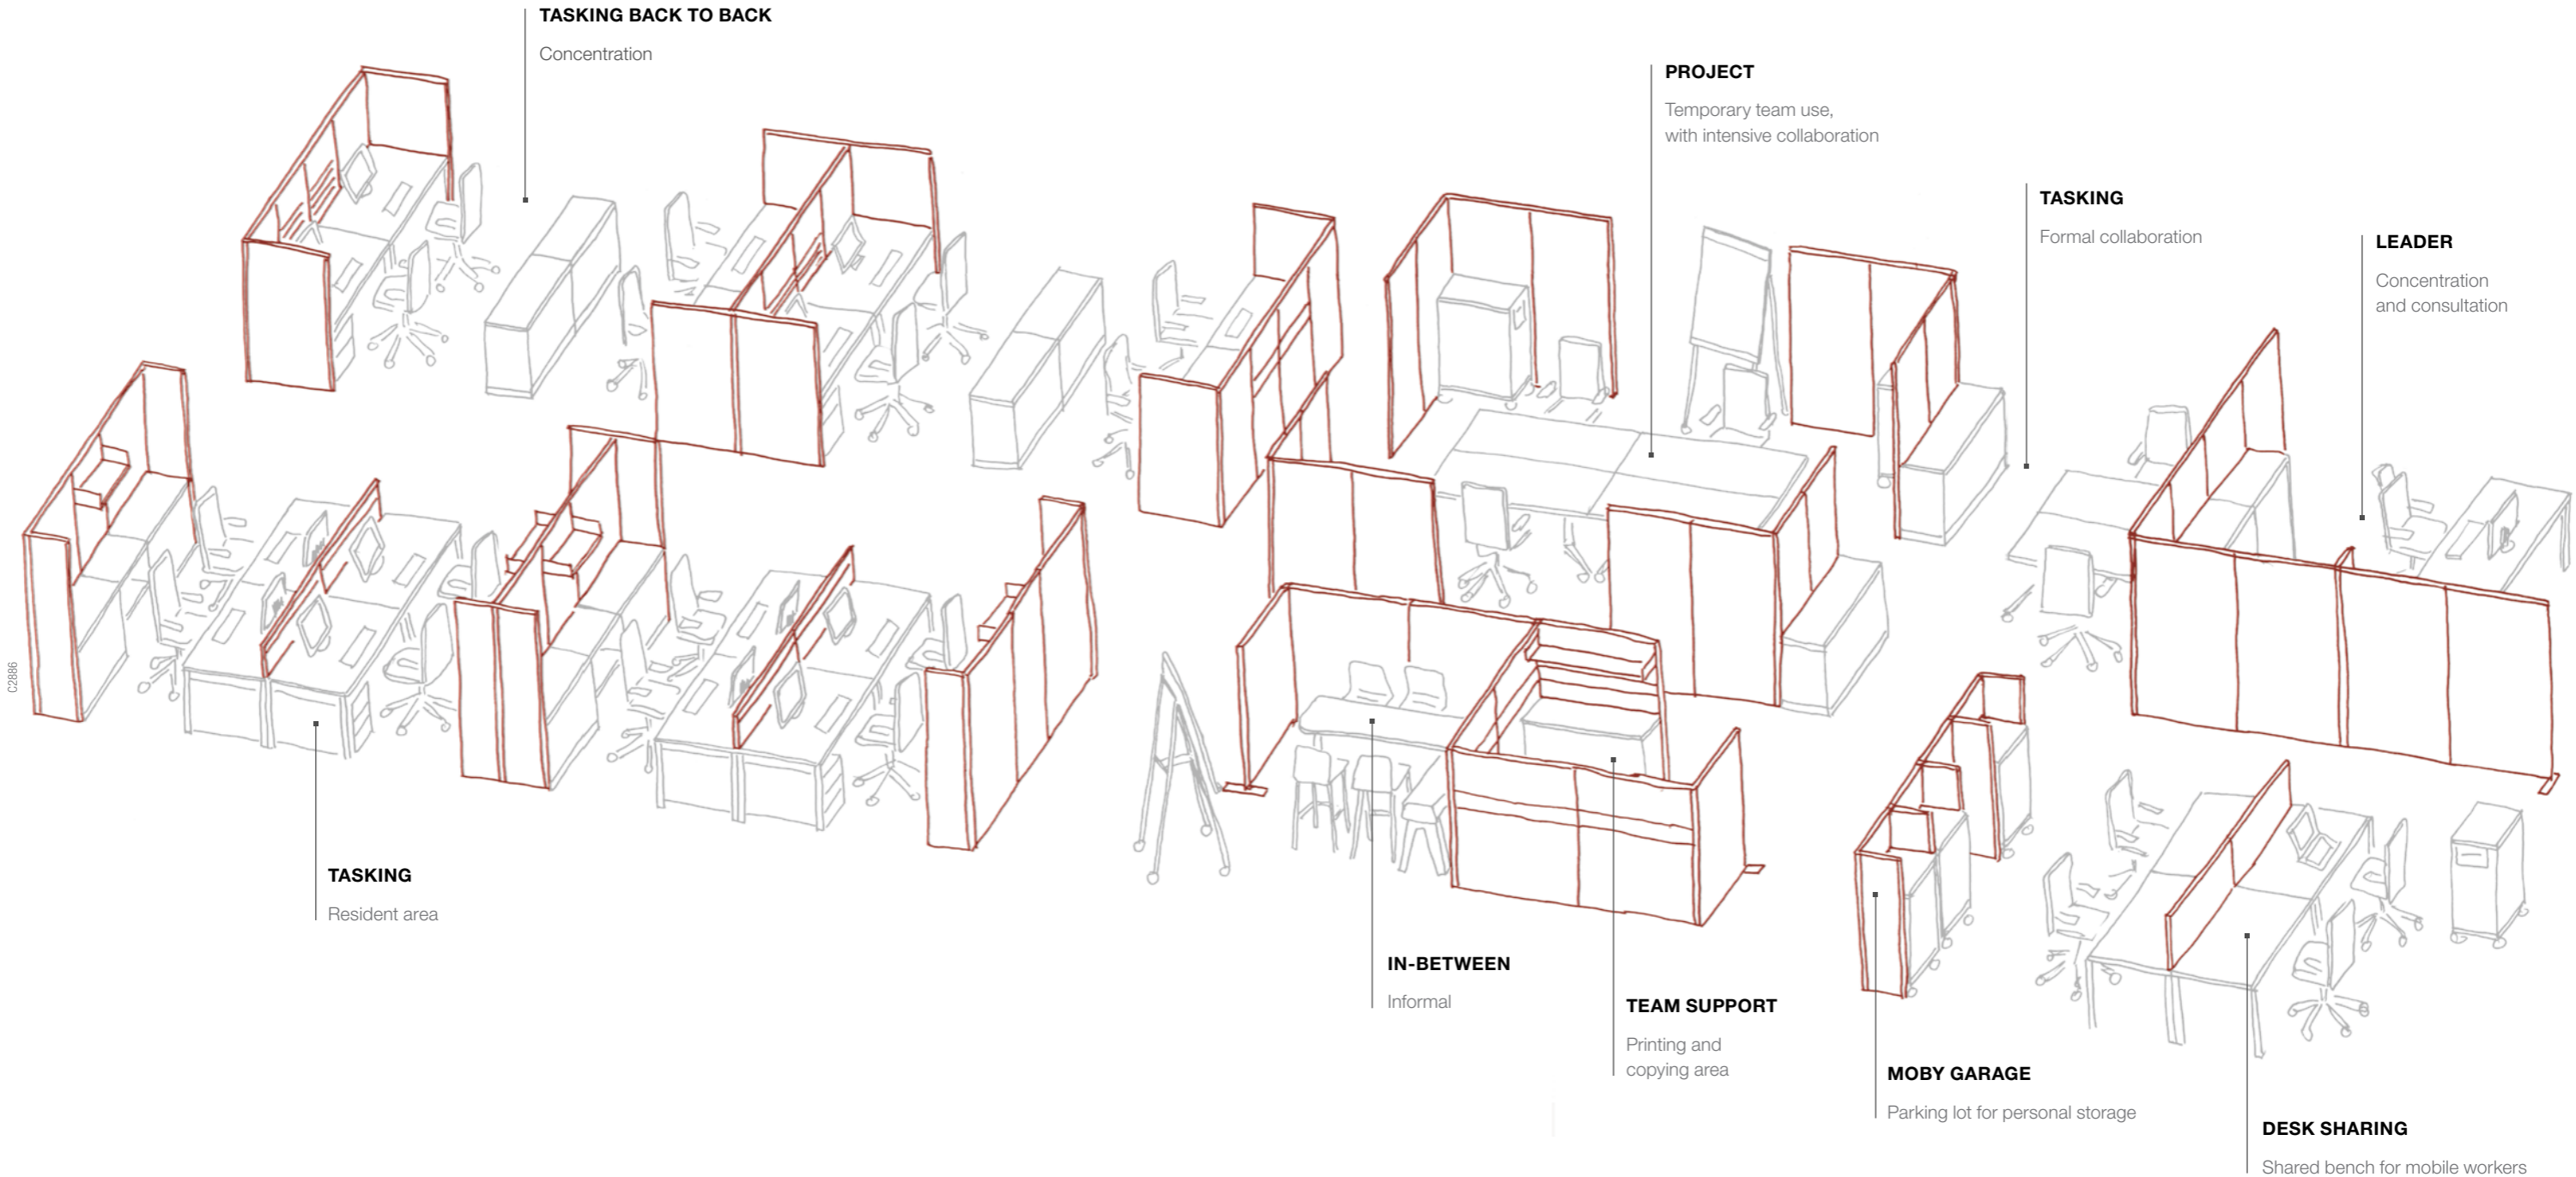 TASKING BACK TO BACK
Concentration
PROJECT
Temporary team use,
with intensive collaboration
TASKING
Formal collaboration
LEADER
Concentration
and consultation
C2886
TASKING
Resident area
IN-BETWEEN
Informal
TEAM SUPPORT
Printing and
copying area
MOBY GARAGE
Parking lot for personal storage
DESK SHARING
Shared bench for mobile workers